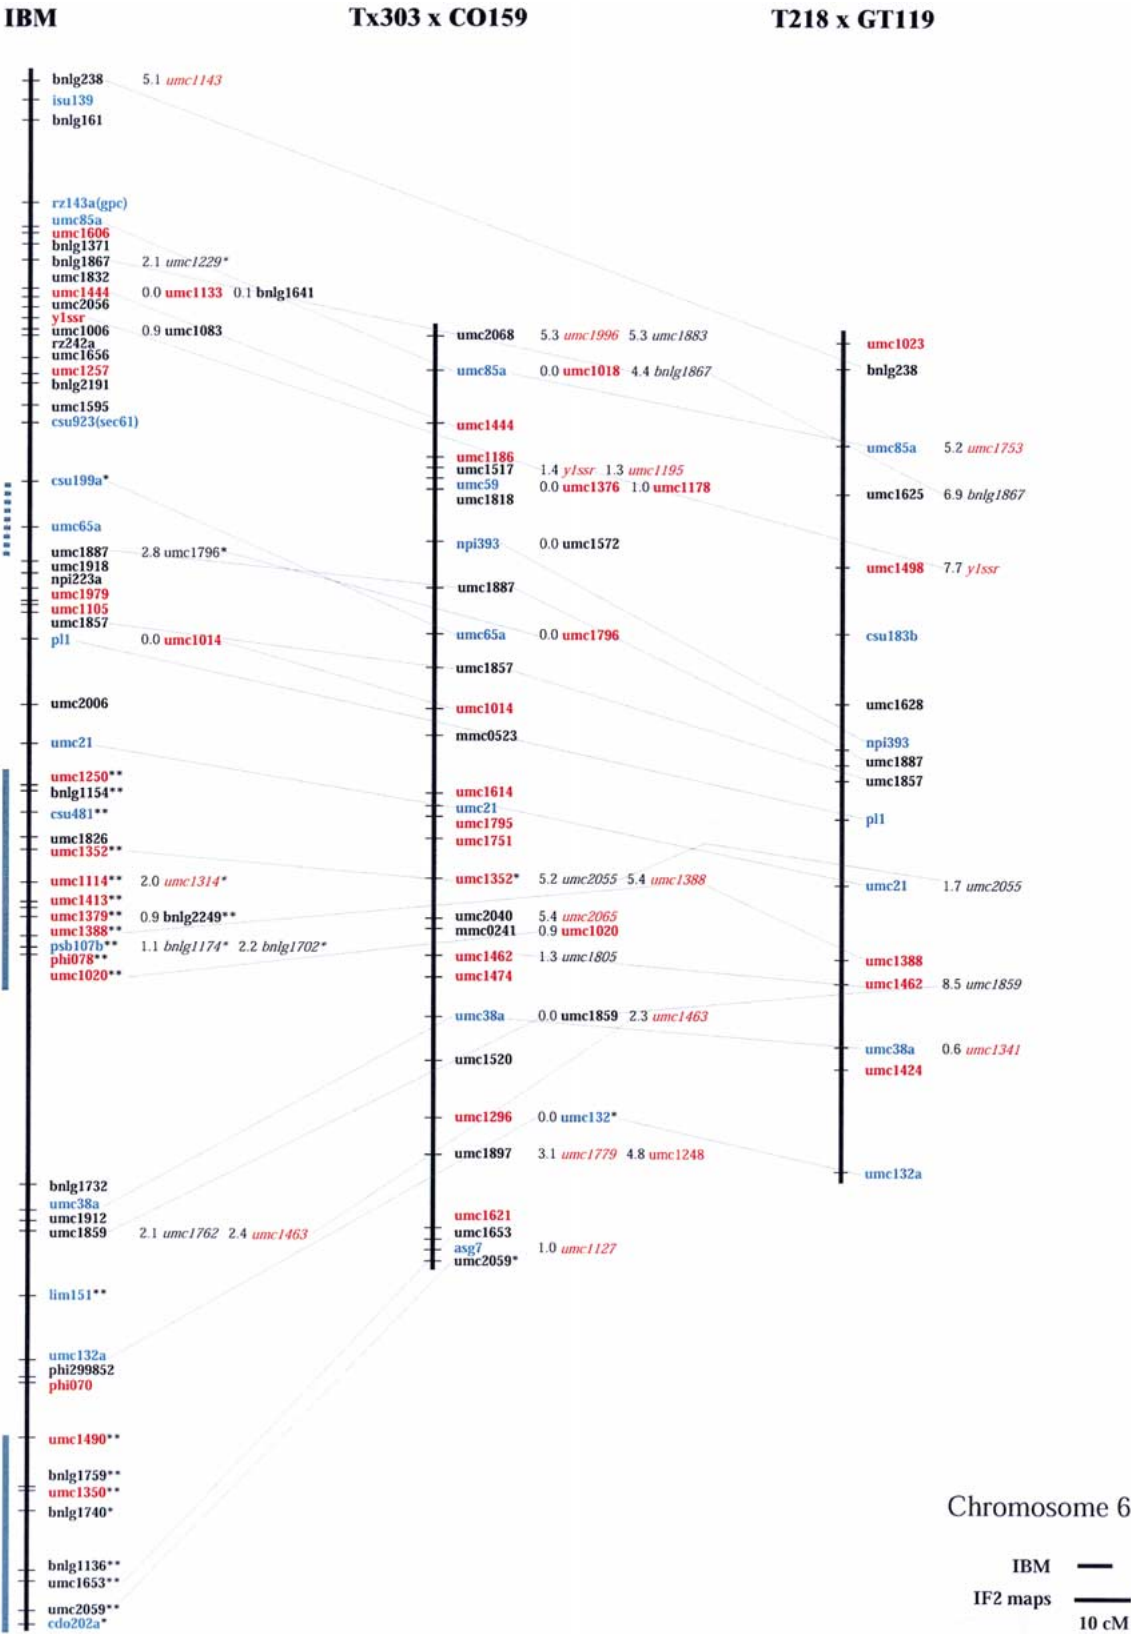 IBM Tx303 x CO159 T218 x GT119
bnlg238 5.1 umc1143
isu139
bnlg161
rz143a(gpc)
umc85a
umc1606
bnlg1371
bnlg1867 2.1 umc1229*
umc1832
umc1444 0.0 umc1133 0.1 bnlg1641
umc2056
y1ssr
umc1006 0.9 umc1083
rz242a
umc1656
umc1257
bnlg2191
umc1595
csu923(sec61)
csu199a*
umc65a
umc1887 2.8 umc1796*
umc1918
npi223a
umc1979
umc1105
umc1857
pl1 0.0 umc1014
umc2006
umc21
umc1250**
bnlg1154**
csu481**
umc1826
umc1352**
umc1114** 2.0 umc1314*
umc1413**
umc1379** 0.9 bnlg2249**
umc1388**
psb107b** 1.1 bnlg1174* 2.2 bnlg1702*
phi078**
umc1020**
bnlg1732
umc38a
umc1912
umc1859 2.1 umc1762 2.4 umc1463
lim151**
umc132a
phi299852
phi070
umc1490**
bnlg1759**
umc1350**
bnlg1740*
bnlg1136**
umc1653**
umc2059**
cdo202a*
umc2068 5.3 umc1996 5.3 umc1883
umc85a 0.0 umc1018 4.4 bnlg1867
umc1444
umc1186
umc1517 1.4 y1ssr 1.3 umc1195
umc59 0.0 umc1376 1.0 umc1178
umc1818
npi393 0.0 umc1572
umc1887
umc65a 0.0 umc1796
umc1857
umc1014
mmc0523
umc1614
umc21
umc1795
umc1751
umc1352* 5.2 umc2055 5.4 umc1388
umc2040 5.4 umc2065
mmc0241 0.9 umc1020
umc1462 1.3 umc1805
umc1474
umc38a 0.0 umc1859 2.3 umc1463
umc1520
umc1296 0.0 umc132*
umc1897 3.1 umc1779 4.8 umc1248
umc1621
umc1653
asg7 1.0 umc1127
umc2059*
umc1023
bnlg238
umc85a 5.2 umc1753
umc1625 6.9 bnlg1867
umc1498 7.7 y1ssr
csu183b
umc1628
npi393
umc1887
umc1857
pl1
umc21 1.7 umc2055
umc1388
umc1462 8.5 umc1859
umc38a 0.6 umc1341
umc1424
umc132a
Chromosome 6
IBM
IF2 maps
10 cM